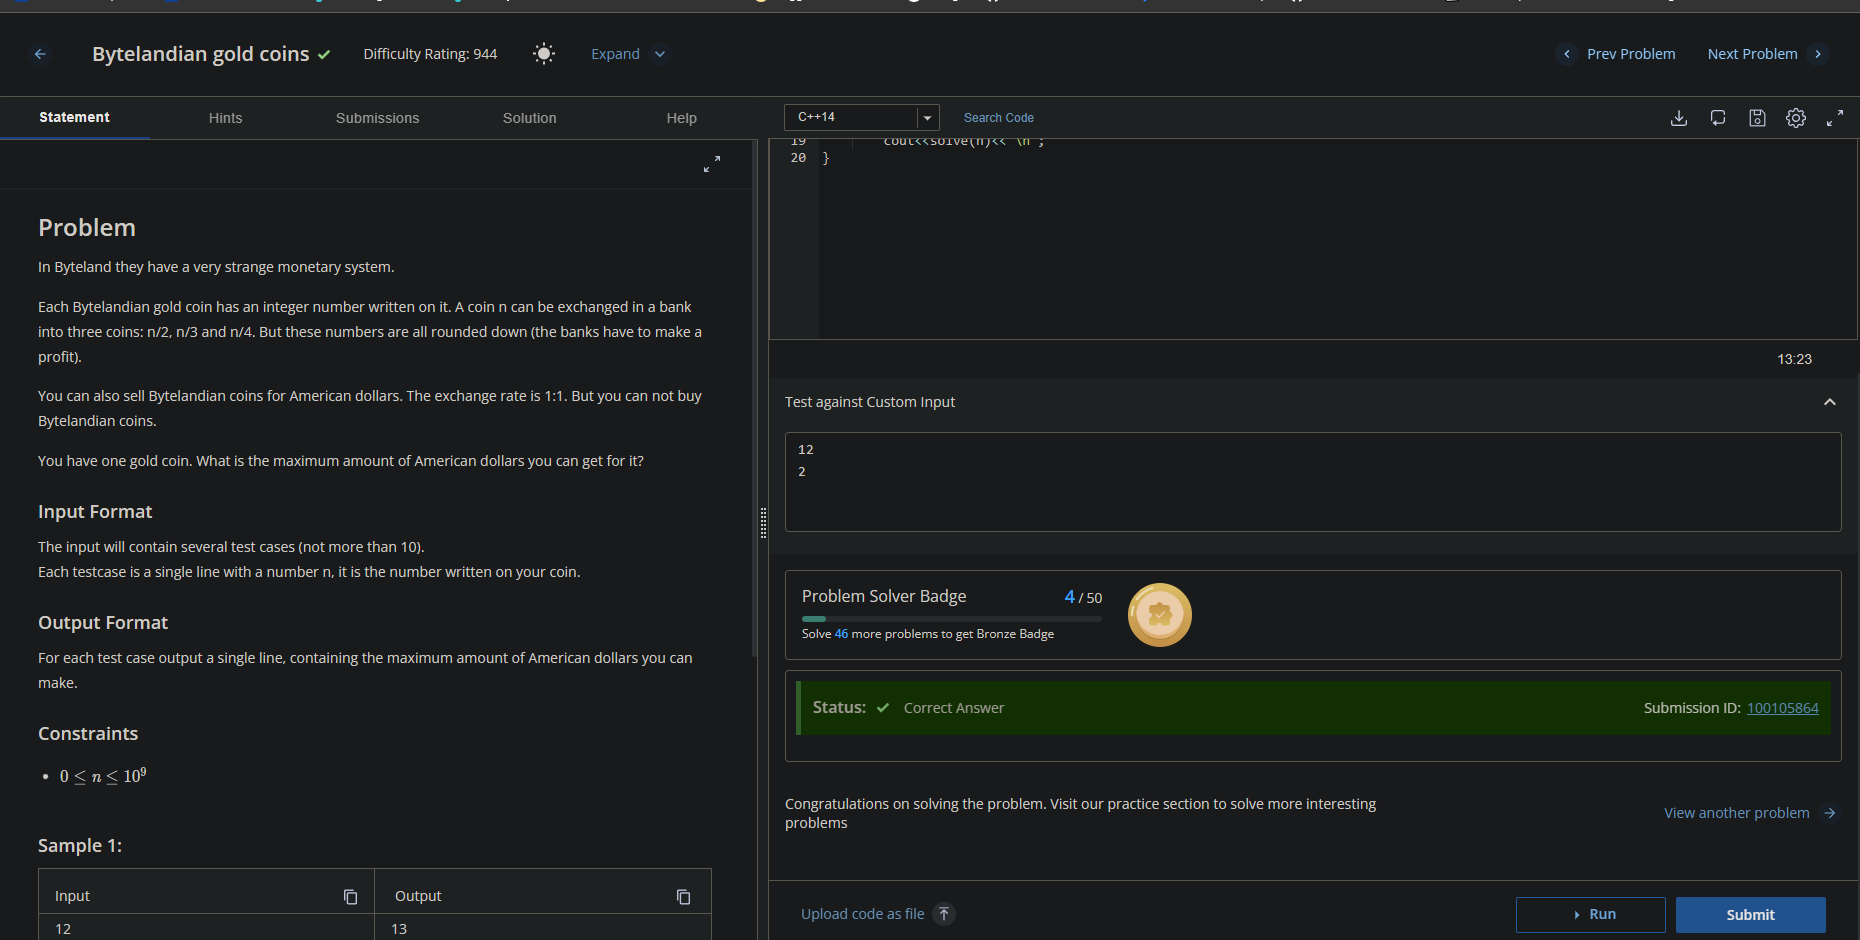 Bytelandian gold coins
Difficulty Rating: 944
Expand
Prev Problem
Next Problem
Statement
Hints
Submissions
Solution
Help
C++14
Search Code
Problem
In Byteland they have a very strange monetary system.
Each Bytelandian gold coin has an integer number written on it. A coin n can be exchanged in a bank
into three coins: n/2, n/3 and n/4. But these numbers are all rounded down (the banks have to make a
profit).
You can also sell Bytelandian coins for American dollars. The exchange rate is 1:1. But you can not buy
Bytelandian coins.
You have one gold coin. What is the maximum amount of American dollars you can get for it?
Input Format
The input will contain several test cases (not more than 10).
Each testcase is a single line with a number n, it is the number written on your coin.
Output Format
For each test case output a single line, containing the maximum amount of American dollars you can
make.
Constraints
• 0 ≤ n ≤ 10⁹
Sample 1:
Input
Output
12
13
19 cout<<solve(n)<<"\n";
20 }
13:23
Test against Custom Input
12
2
Problem Solver Badge
4 / 50
Solve 46 more problems to get Bronze Badge
Status: ✓ Correct Answer
Submission ID: 100105864
Congratulations on solving the problem. Visit our practice section to solve more interesting
problems
View another problem
Upload code as file
Run
Submit